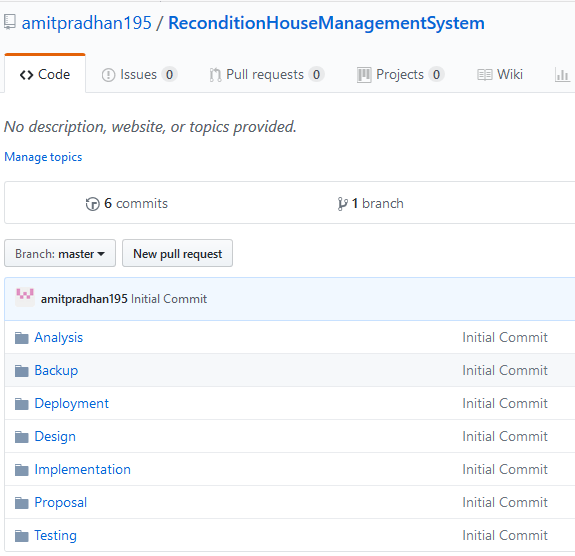 amitpradhan195 / ReconditionHouseManagementSystem
Code Issues 0 Pull requests 0 Projects 0 Wiki
No description, website, or topics provided.
Manage topics
6 commits 1 branch
Branch: master New pull request
amitpradhan195 Initial Commit
Analysis Initial Commit
Backup Initial Commit
Deployment Initial Commit
Design Initial Commit
Implementation Initial Commit
Proposal Initial Commit
Testing Initial Commit